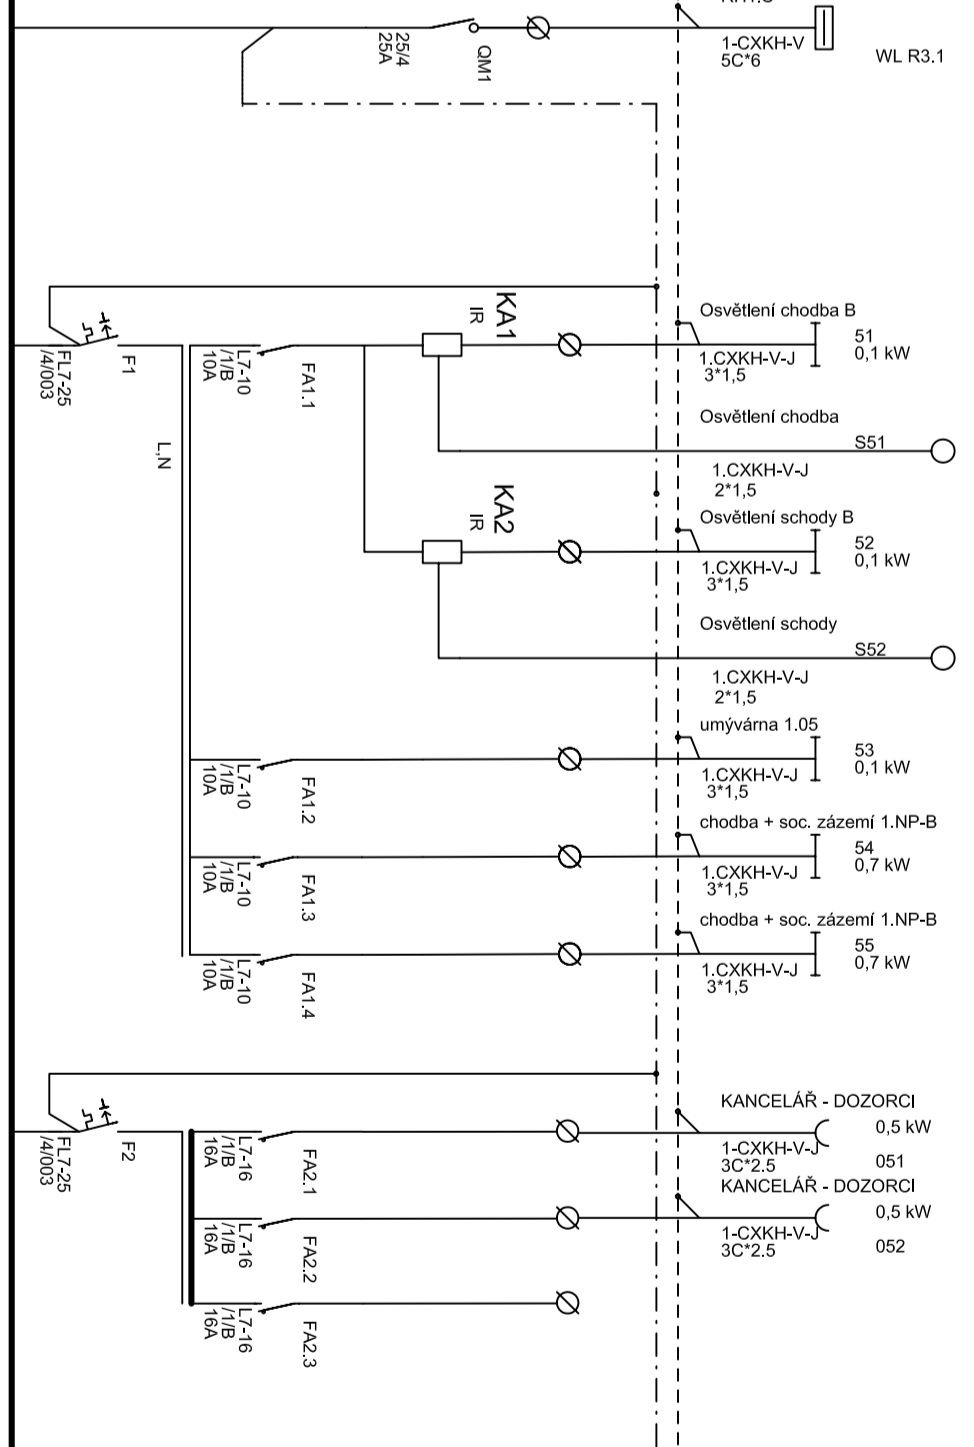 1-CXKH-V
5C*6
WL R3.1
25/4
25A
QM1
Osvětlení chodba B
51
0,1 kW
1.CXKH-V-J
3*1,5
KA1
IR
FA1.1
L7-10
/1/B
10A
F1
FL7-25
/4/003
L,N
Osvětlení chodba
S51
1.CXKH-V-J
2*1,5
KA2
IR
Osvětlení schody B
52
0,1 kW
1.CXKH-V-J
3*1,5
Osvětlení schody
S52
1.CXKH-V-J
2*1,5
umývárna 1.05
53
0,1 kW
1.CXKH-V-J
3*1,5
L7-10
/1/B
10A
FA1.2
chodba + soc. zázemí 1.NP-B
54
0,7 kW
1.CXKH-V-J
3*1,5
L7-10
/1/B
10A
FA1.3
chodba + soc. zázemí 1.NP-B
55
0,7 kW
1.CXKH-V-J
3*1,5
L7-10
/1/B
10A
FA1.4
KANCELÁŘ - DOZORCI
0,5 kW
1-CXKH-V-J
3C*2.5
051
F2
FL7-25
/4/003
L7-16
/1/B
16A
FA2.1
KANCELÁŘ - DOZORCI
0,5 kW
1-CXKH-V-J
3C*2.5
052
L7-16
/1/B
16A
FA2.2
L7-16
/1/B
16A
FA2.3